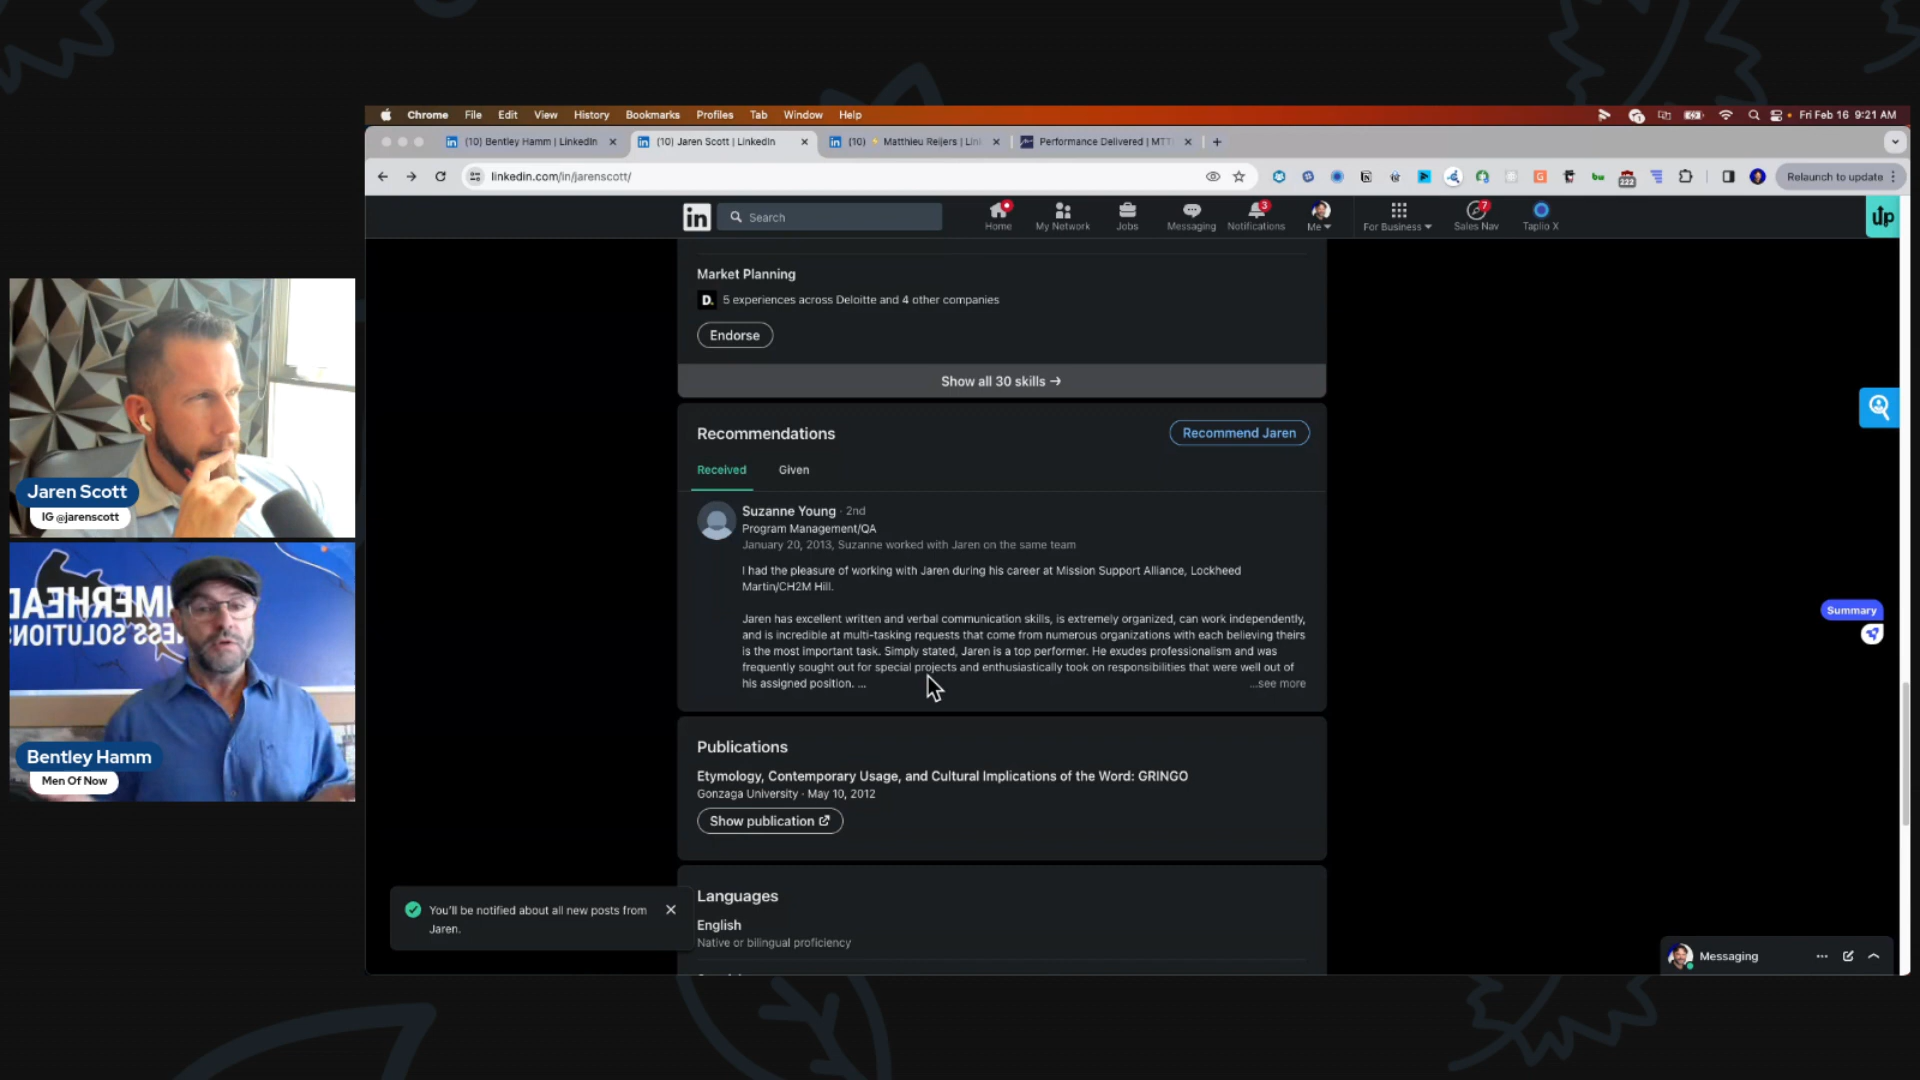 Chrome File Edit View History Bookmarks Profiles Tab Window Help
Fri Feb 16 9:21 AM
(10) Bentley Hamm | LinkedIn
(10) Jaren Scott | LinkedIn
(10) Matthieu Reijers | Lin
Performance Delivered | MTT
linkedin.com/in/jarenscott/
Relaunch to update
in
Search
Home
My Network
Jobs
Messaging
3
Notifications
Me
For Business
7
Sales Nav
Taplio X
up
Market Planning
D. 5 experiences across Deloitte and 4 other companies
Endorse
Show all 30 skills →
Recommendations
Recommend Jaren
Received Given
Suzanne Young · 2nd
Program Management/QA
January 20, 2013, Suzanne worked with Jaren on the same team
I had the pleasure of working with Jaren during his career at Mission Support Alliance, Lockheed
Martin/CH2M Hill.
Jaren has excellent written and verbal communication skills, is extremely organized, can work independently,
and is incredible at multi-tasking requests that come from numerous organizations with each believing theirs
is the most important task. Simply stated, Jaren is a top performer. He exudes professionalism and was
frequently sought out for special projects and enthusiastically took on responsibilities that were well out of
his assigned position. ...
...see more
Publications
Etymology, Contemporary Usage, and Cultural Implications of the Word: GRINGO
Gonzaga University · May 10, 2012
Show publication
Languages
English
Native or bilingual proficiency
You'll be notified about all new posts from
Jaren.
Summary
Messaging
Jaren Scott
IG @jarenscott
Bentley Hamm
Men Of Now